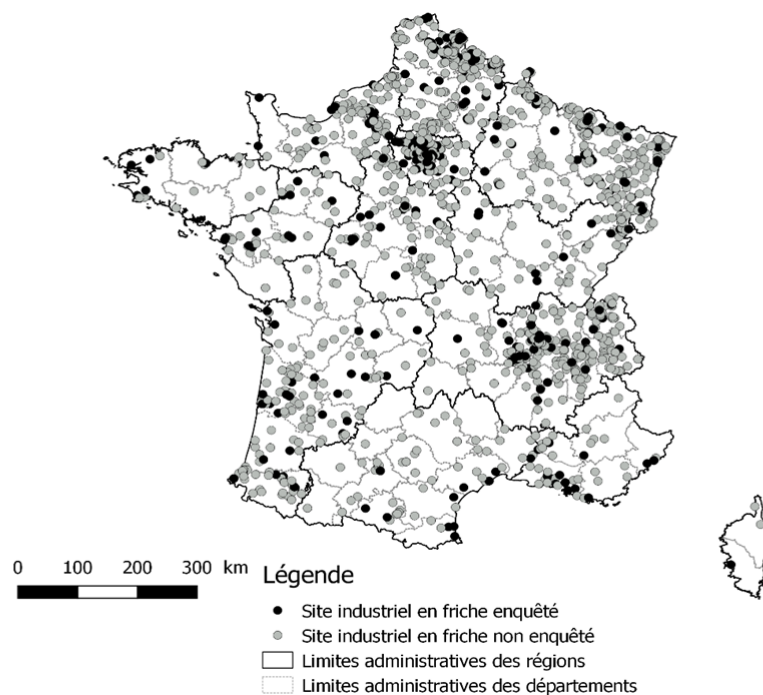 0 100 200 300 km
Légende
Site industriel en friche enquêté
Site industriel en friche non enquêté
Limites administratives des régions
Limites administratives des départements